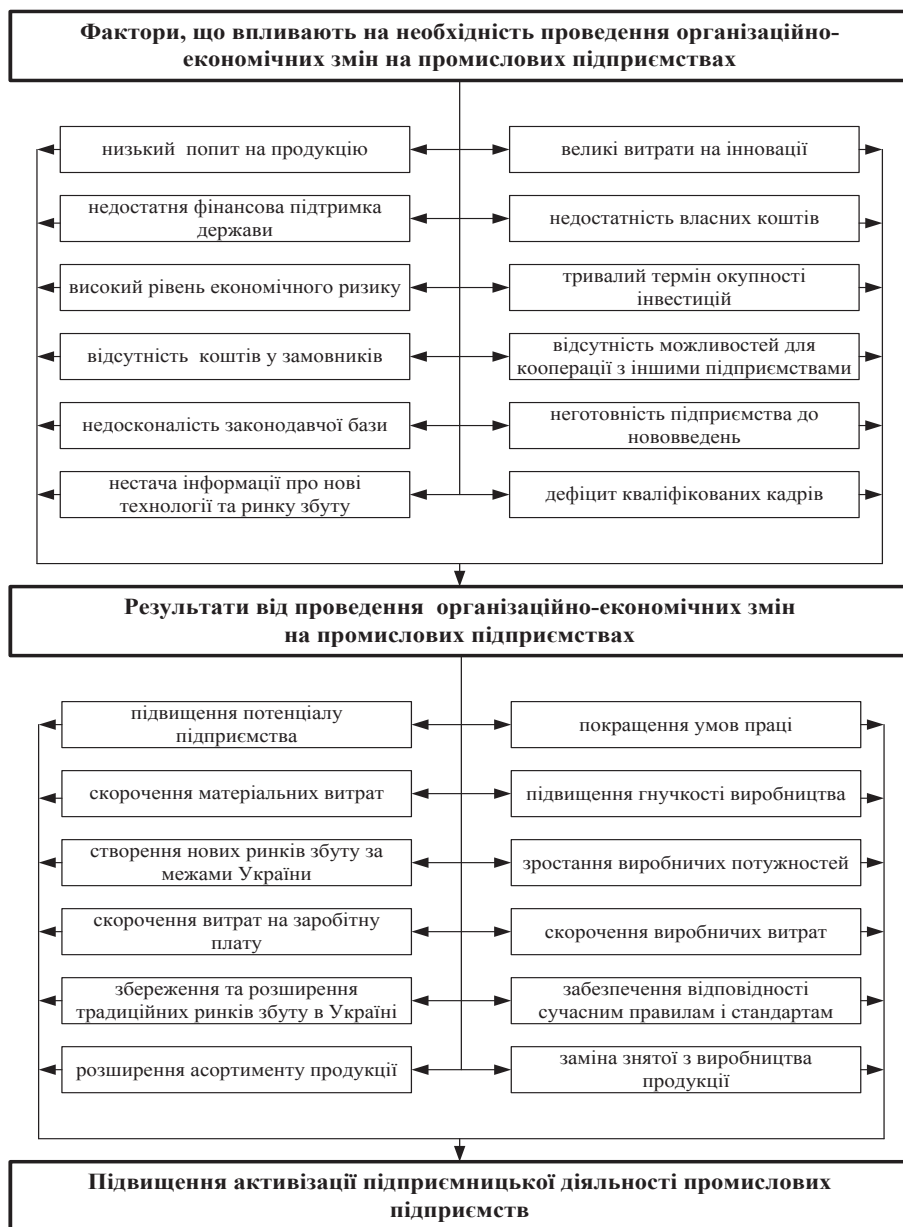 Фактори, що впливають на необхідність проведення організаційно-
економічних змін на промислових підприємствах
низький попит на продукцію
великі витрати на інновації
недостатня фінансова підтримка
держави
недостатність власних коштів
високий рівень економічного ризику
тривалий термін окупності
інвестицій
відсутність коштів у замовників
відсутність можливостей для
кооперації з іншими підприємствами
недосконалість законодавчої бази
неготовність підприємства до
нововведень
нестача інформації про нові
технології та ринку збуту
дефіцит кваліфікованих кадрів
Результати від проведення організаційно-економічних змін
на промислових підприємствах
підвищення потенціалу
підприємства
покращення умов праці
скорочення матеріальних витрат
підвищення гнучкості виробництва
створення нових ринків збуту за
межами України
зростання виробничих потужностей
скорочення витрат на заробітну
плату
скорочення виробничих витрат
збереження та розширення
традиційних ринків збуту в Україні
забезпечення відповідності
сучасним правилам і стандартам
розширення асортименту продукції
заміна знятої з виробництва
продукції
Підвищення активізації підприємницької діяльності промислових
підприємств